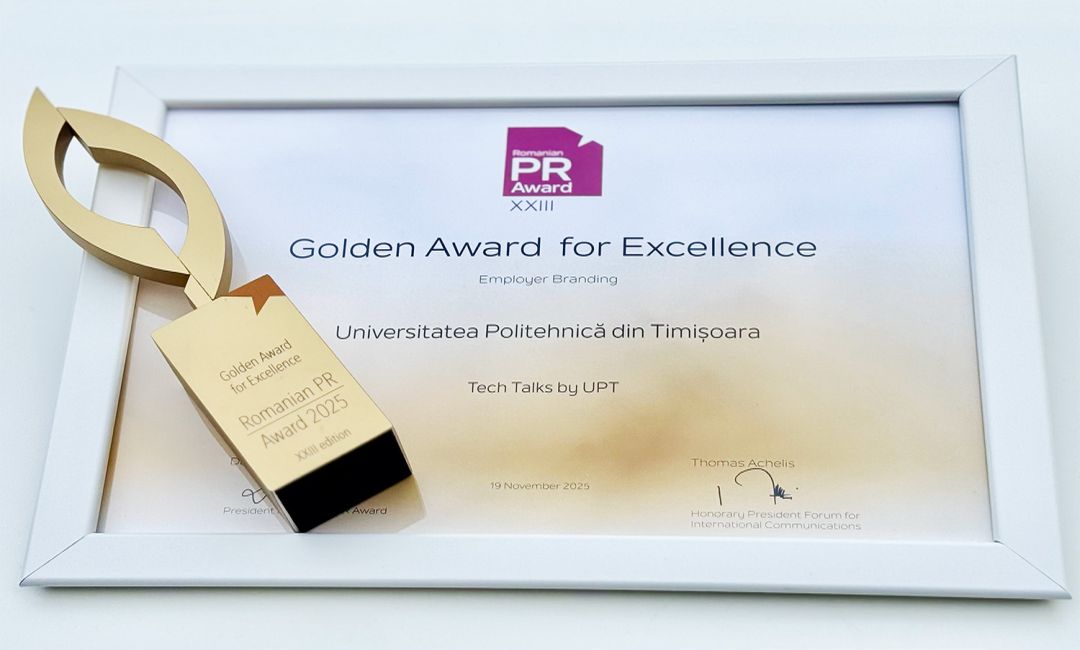 Romanian
PR
Award
XXIII
Golden Award for Excellence
Employer Branding
Universitatea Politehnică din Timișoara
Tech Talks by UPT
Golden Award
for Excellence
Romanian PR
Award 2025
XXIII edition
President
Award
19 November 2025
Thomas Achelis
Honorary President Forum for
International Communications